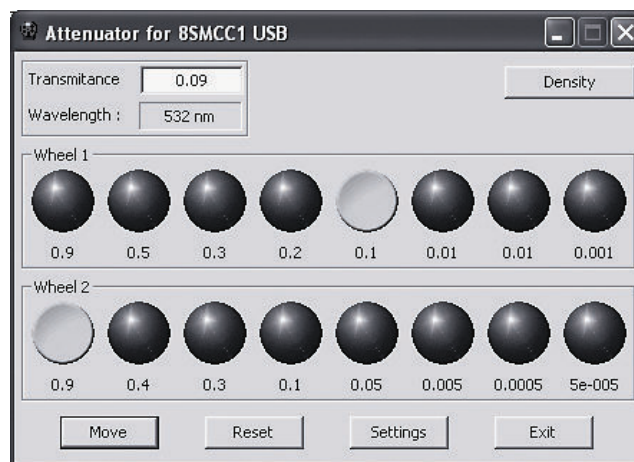 Attenuator for 8SMCC1 USB
Transmitance 0.09 Density
Wavelength : 532 nm
Wheel 1
0.9 0.5 0.3 0.2 0.1 0.01 0.01 0.001
Wheel 2
0.9 0.4 0.3 0.1 0.05 0.005 0.0005 5e-005
Move Reset Settings Exit